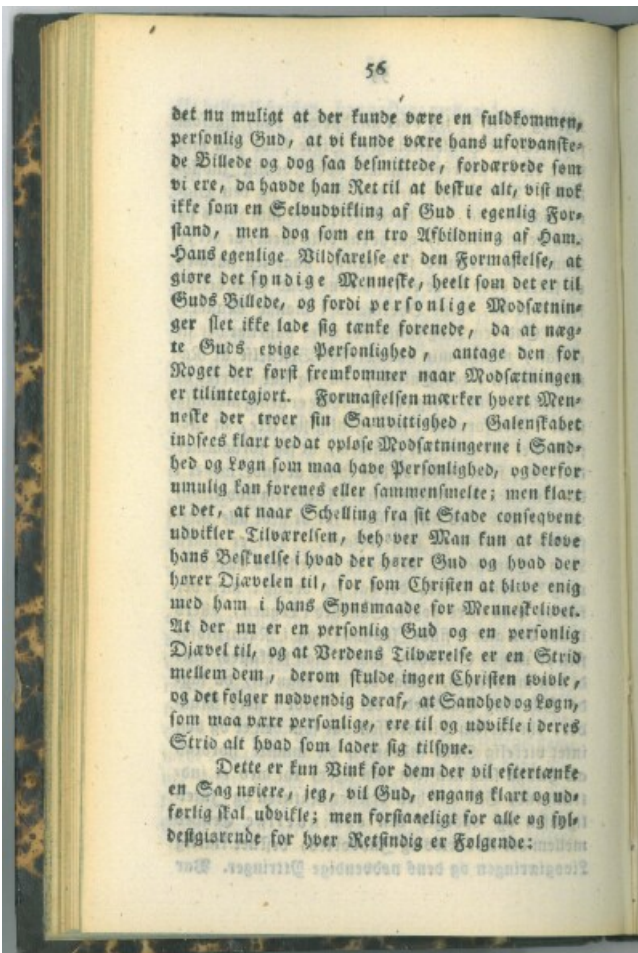 56
det nu muligt at der kunde være en fuldkommen,
personlig Gud, at vi kunde være hans uforvanske-
de Billede og dog saa besmittede, fordærvede som
vi ere, da havde han Ret til at beskue alt, vist nok
ikke som en Selvudvikling af Gud i egenlig For-
stand, men dog som en tro Afbildning af Ham.
Hans egenlige Vildfarelse er den Formastelse, at
giøre det syndige Menneske, heelt som det er til
Guds Billede, og fordi personlige Modsætnin-
ger slet ikke lade sig tænke forenede, da at næg-
te Guds evige Personlighed, antage den for
Noget der først fremkommer naar Modsætningen
er tilintetgjort. Formastelsen mærker hvert Men-
neske der troer sin Samvittighed, Galenskabet
indsees klart ved at opløse Modsætningerne i Sand-
hed og Løgn som maa have Personlighed, og derfor
umulig kan forenes eller sammensmelte; men klart
er det, at naar Schelling fra sit Stade conseqvent
udvikler Tilværelsen, beh ver Man kun at kløve
hans Beskuelse i hvad der hører Gud og hvad der
hører Djævelen til, for som Christen at blive enig
med ham i hans Synsmaade for Menneskelivet.
At der nu er en personlig Gud og en personlig
Djævel til, og at Verdens Tilværelse er en Strid
mellem dem, derom skulde ingen Christen tvivle,
og det følger nødvendig deraf, at Sandhed og Løgn,
som maa være personlige, ere til og udvikle i deres
Strid alt hvad som lader sig tilsyne.
Dette er kun Vink for dem der vil eftertænke
en Sag nøiere, jeg, vil Gud, engang klart og ud-
førlig skal udvikle; men forstaaeligt for alle og fyl-
destgiørende for hver Retsindig er Følgende: